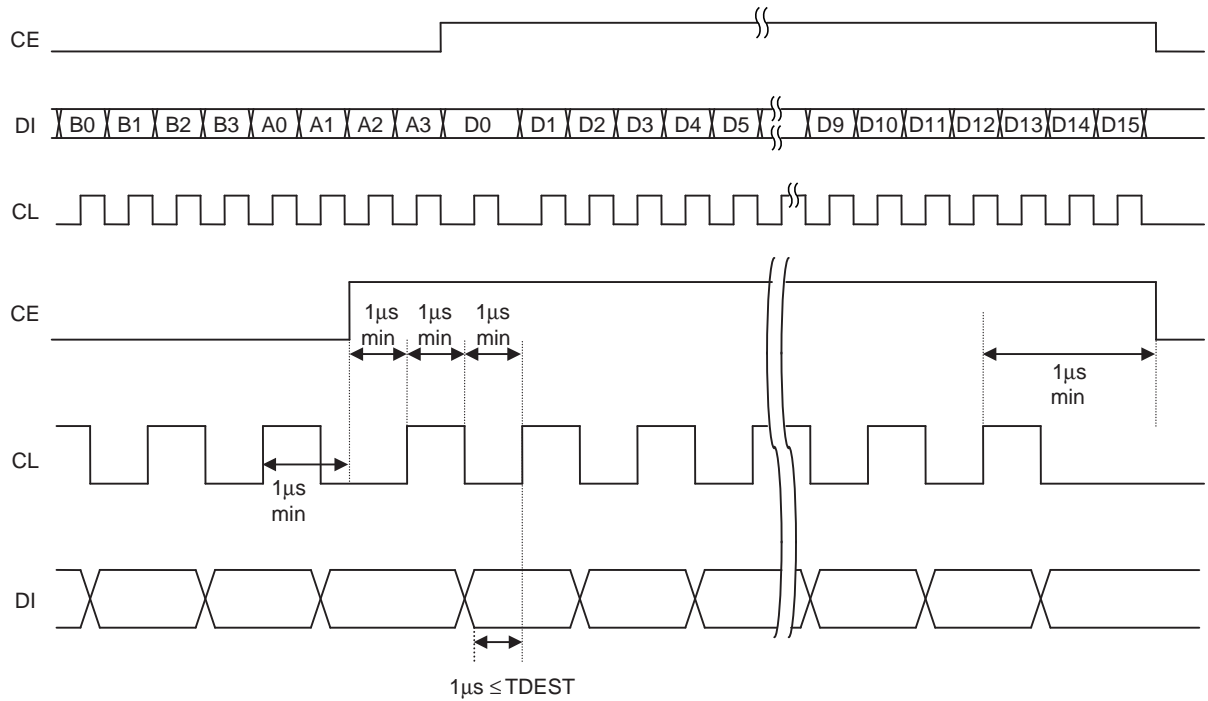 CE
DI B0 B1 B2 B3 A0 A1 A2 A3 D0 D1 D2 D3 D4 D5 D9 D10 D11 D12 D13 D14 D15
CL
CE
1μs
min
1μs
min
1μs
min
1μs
min
CL
1μs
min
DI
1μs ≤ TDEST